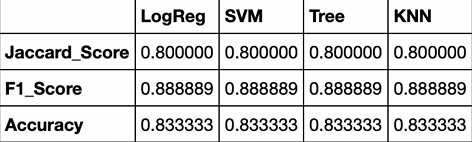 LogReg SVM Tree KNN
Jaccard_Score 0.800000 0.800000 0.800000 0.800000
F1_Score 0.888889 0.888889 0.888889 0.888889
Accuracy 0.833333 0.833333 0.833333 0.833333